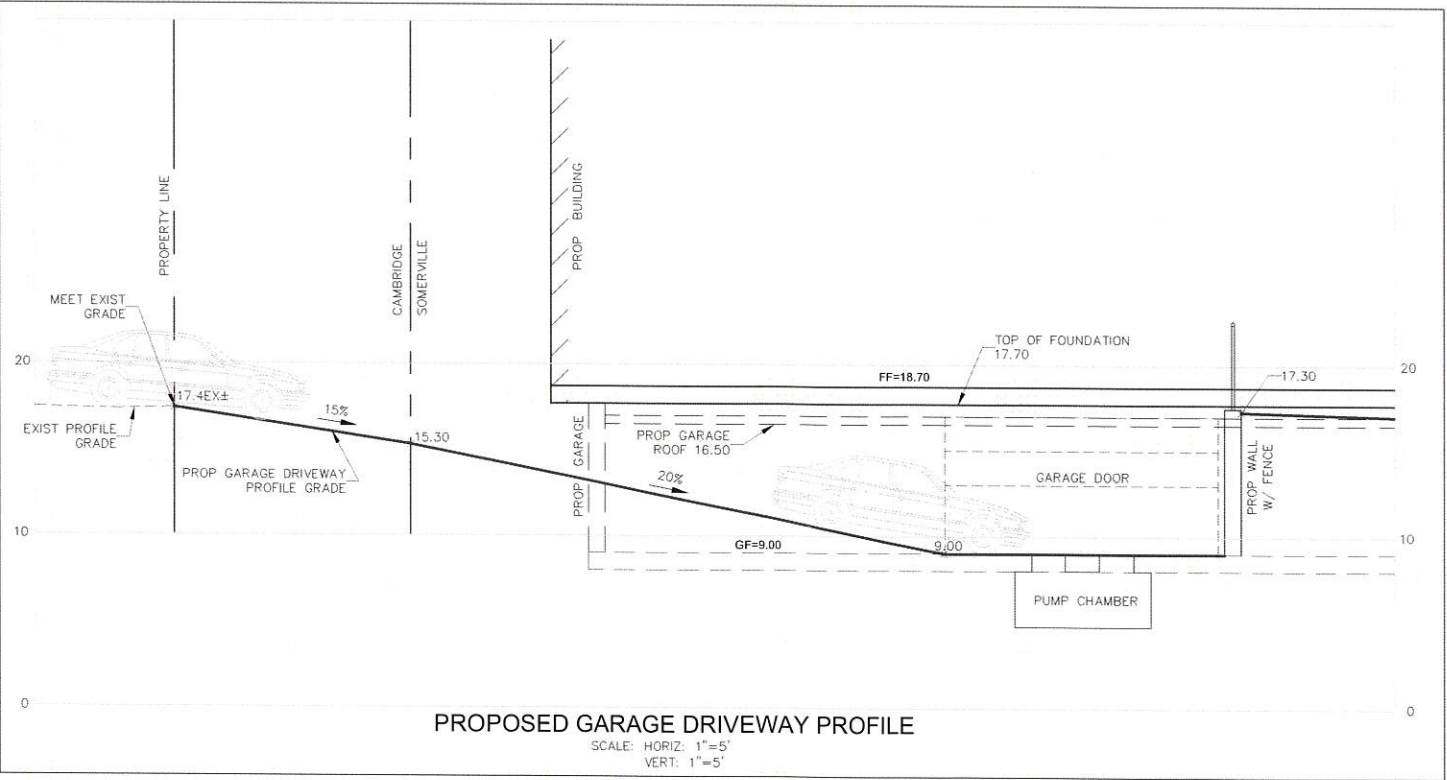 PROPERTY LINE
CAMBRIDGE
SOMERVILLE
PROP BUILDING
MEET EXIST
GRADE
20
17.4EX±
EXIST PROFILE
GRADE
15%
15.30
PROP GARAGE DRIVEWAY
PROFILE GRADE
TOP OF FOUNDATION
17.70
FF=18.70
20
17.30
PROP GARAGE
PROP GARAGE
ROOF 16.50
20%
GARAGE DOOR
PROP WALL
W/ FENCE
10
GF=9.00
9.00
10
PUMP CHAMBER
0
0
PROPOSED GARAGE DRIVEWAY PROFILE
SCALE: HORIZ: 1"=5'
VERT: 1"=5'